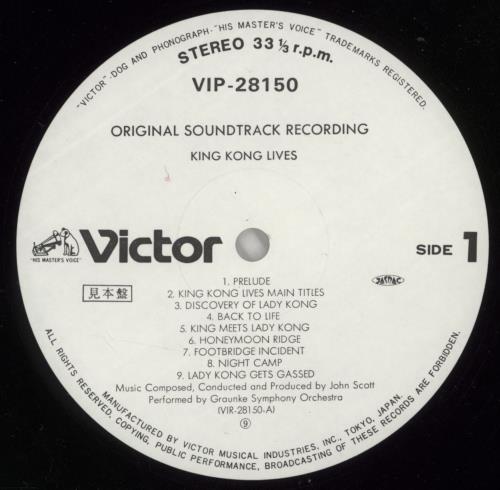 "VICTOR"-DOG AND PHONOGRAPH-"HIS MASTER'S VOICE" TRADEMARKS REGISTERED.
STEREO 33 ⅓ r.p.m.
VIP-28150
ORIGINAL SOUNDTRACK RECORDING
KING KONG LIVES
"HIS MASTER'S VOICE"
Victor
SIDE 1
見本盤
JASRAC
1. PRELUDE
2. KING KONG LIVES MAIN TITLES
3. DISCOVERY OF LADY KONG
4. BACK TO LIFE
5. KING MEETS LADY KONG
6. HONEYMOON RIDGE
7. FOOTBRIDGE INCIDENT
8. NIGHT CAMP
9. LADY KONG GETS GASSED
Music Composed, Conducted and Produced by John Scott
Performed by Graunke Symphony Orchestra
(VIR-28150-A)
⑨
MANUFACTURED BY VICTOR MUSICAL INDUSTRIES, INC., TOKYO, JAPAN.
ALL RIGHTS RESERVED. COPYING, PUBLIC PERFORMANCE, BROADCASTING OF THESE RECORDS ARE FORBIDDEN.